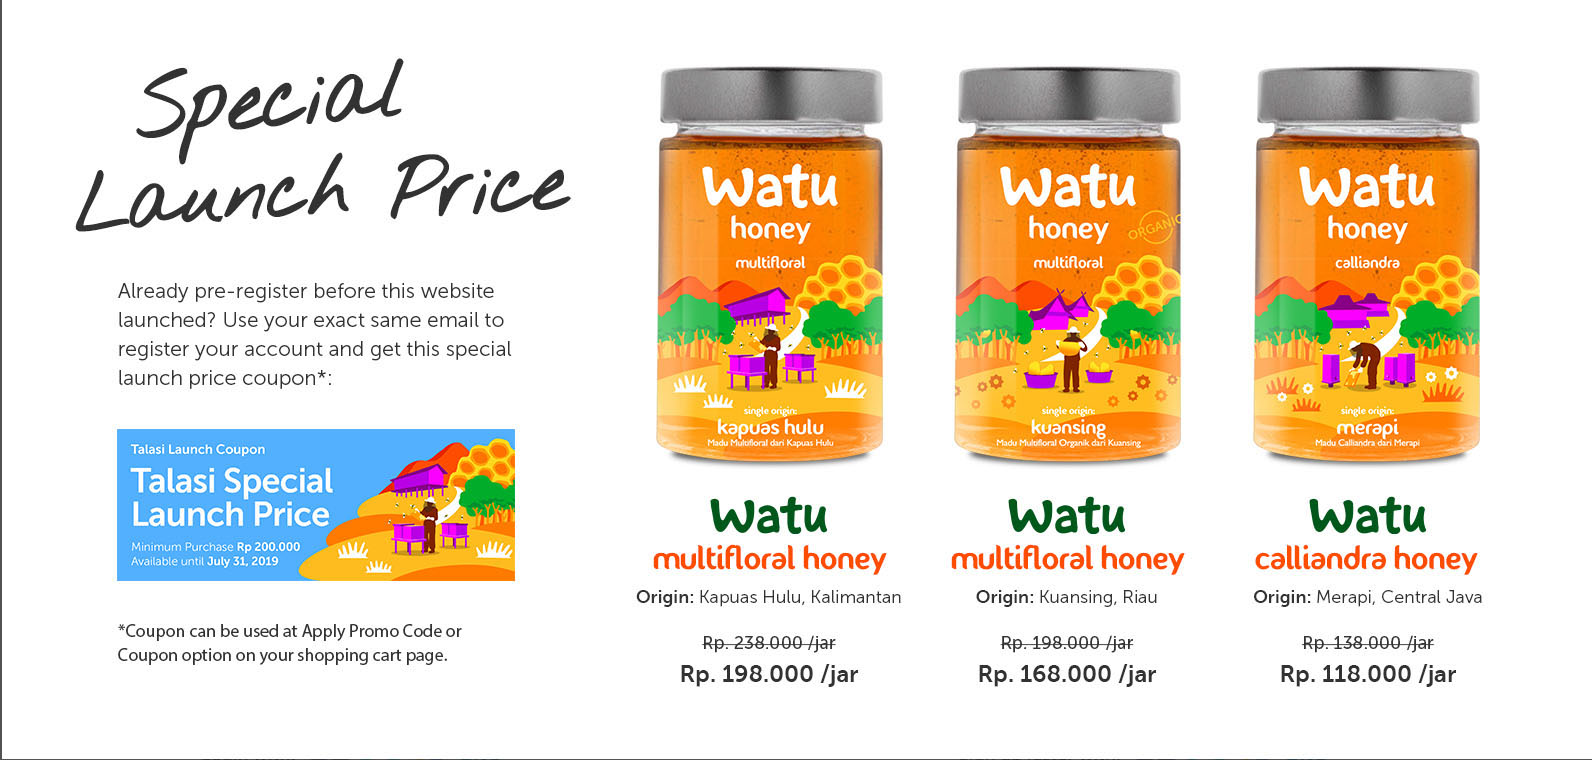 Special
Launch Price
Already pre-register before this website
launched? Use your exact same email to
register your account and get this special
launch price coupon*:
Talasi Launch Coupon
Talasi Special
Launch Price
Minimum Purchase Rp 200.000
Available until July 31, 2019
*Coupon can be used at Apply Promo Code or
Coupon option on your shopping cart page.
Watu
honey
multifloral
single origin:
kapuas hulu
Madu Multifloral dari Kapuas Hulu
Watu
multifloral honey
Origin: Kapuas Hulu, Kalimantan
Rp. 238.000 /jar
Rp. 198.000 /jar
Watu
honey
ORGANIC
multifloral
single origin:
kuansing
Madu Multifloral Organik dari Kuansing
Watu
multifloral honey
Origin: Kuansing, Riau
Rp. 198.000 /jar
Rp. 168.000 /jar
Watu
honey
calliandra
single origin:
merapi
Madu Calliandra dari Merapi
Watu
calliandra honey
Origin: Merapi, Central Java
Rp. 138.000 /jar
Rp. 118.000 /jar